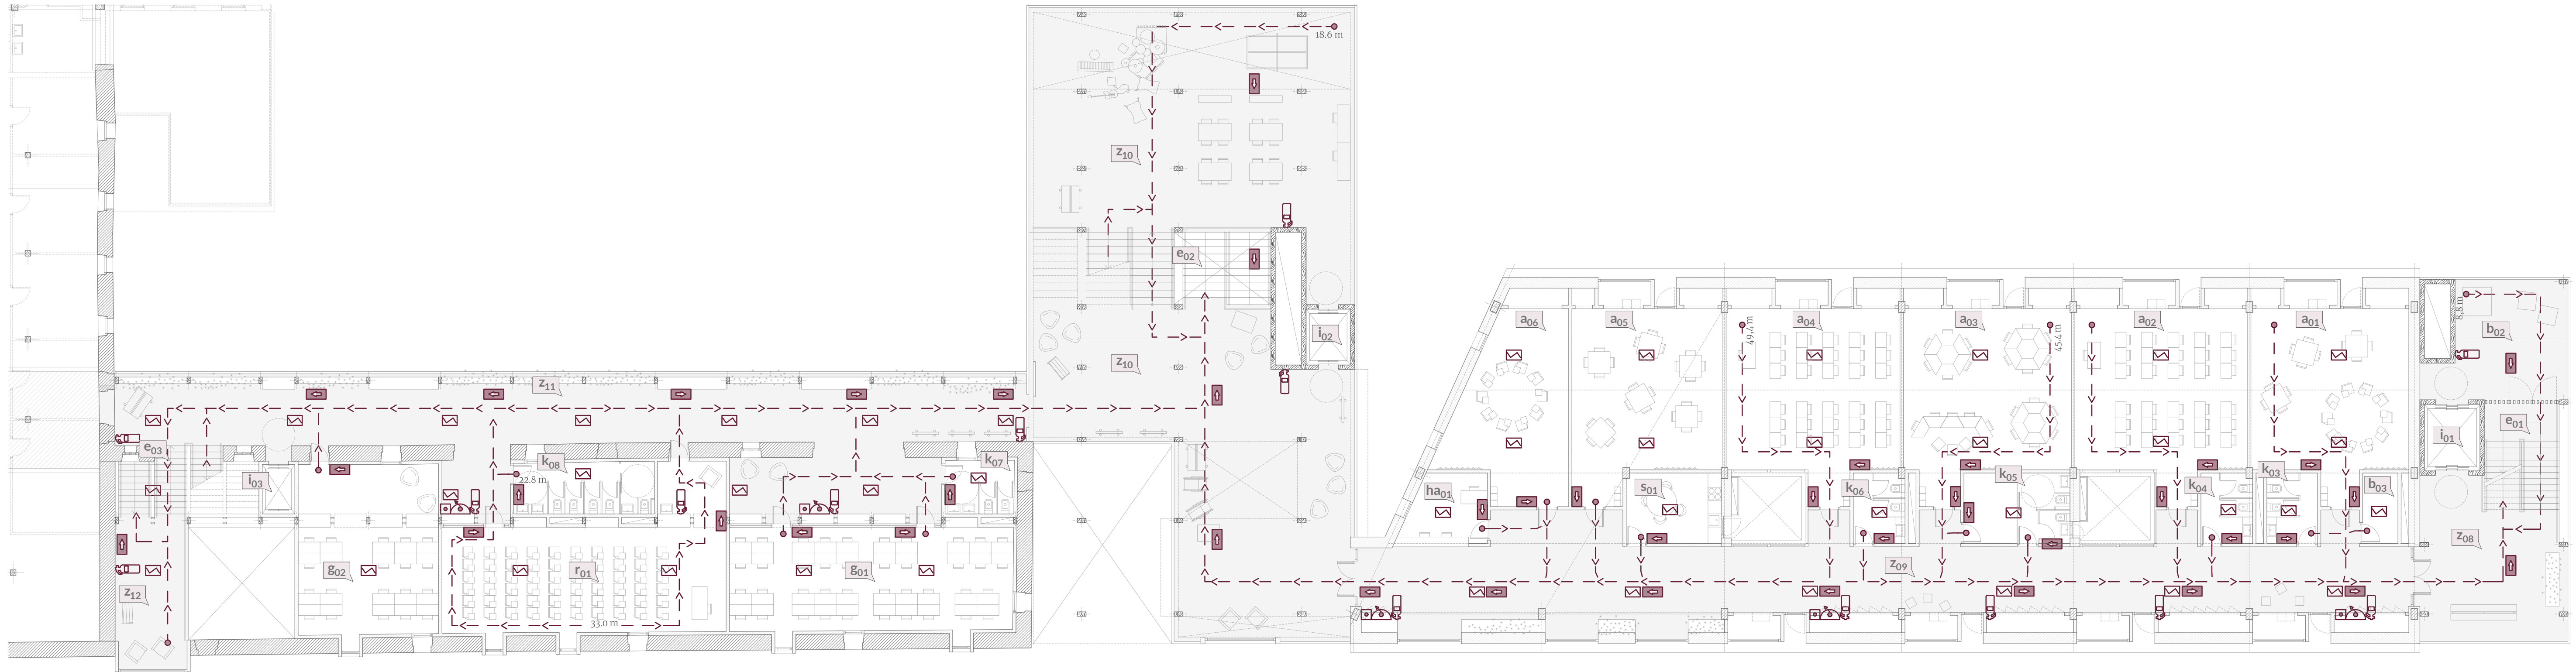 18.6 m
z10
e02
i02
z10
z11
e03
i03
k08
22.8 m
k07
g02
r01
g01
33.0 m
z12
a06
a05
a04
49.4 m
a03
45.4 m
a02
a01
8.8 m
b02
e01
i01
ha01
s01
k06
k05
k04
k03
b03
z09
z08